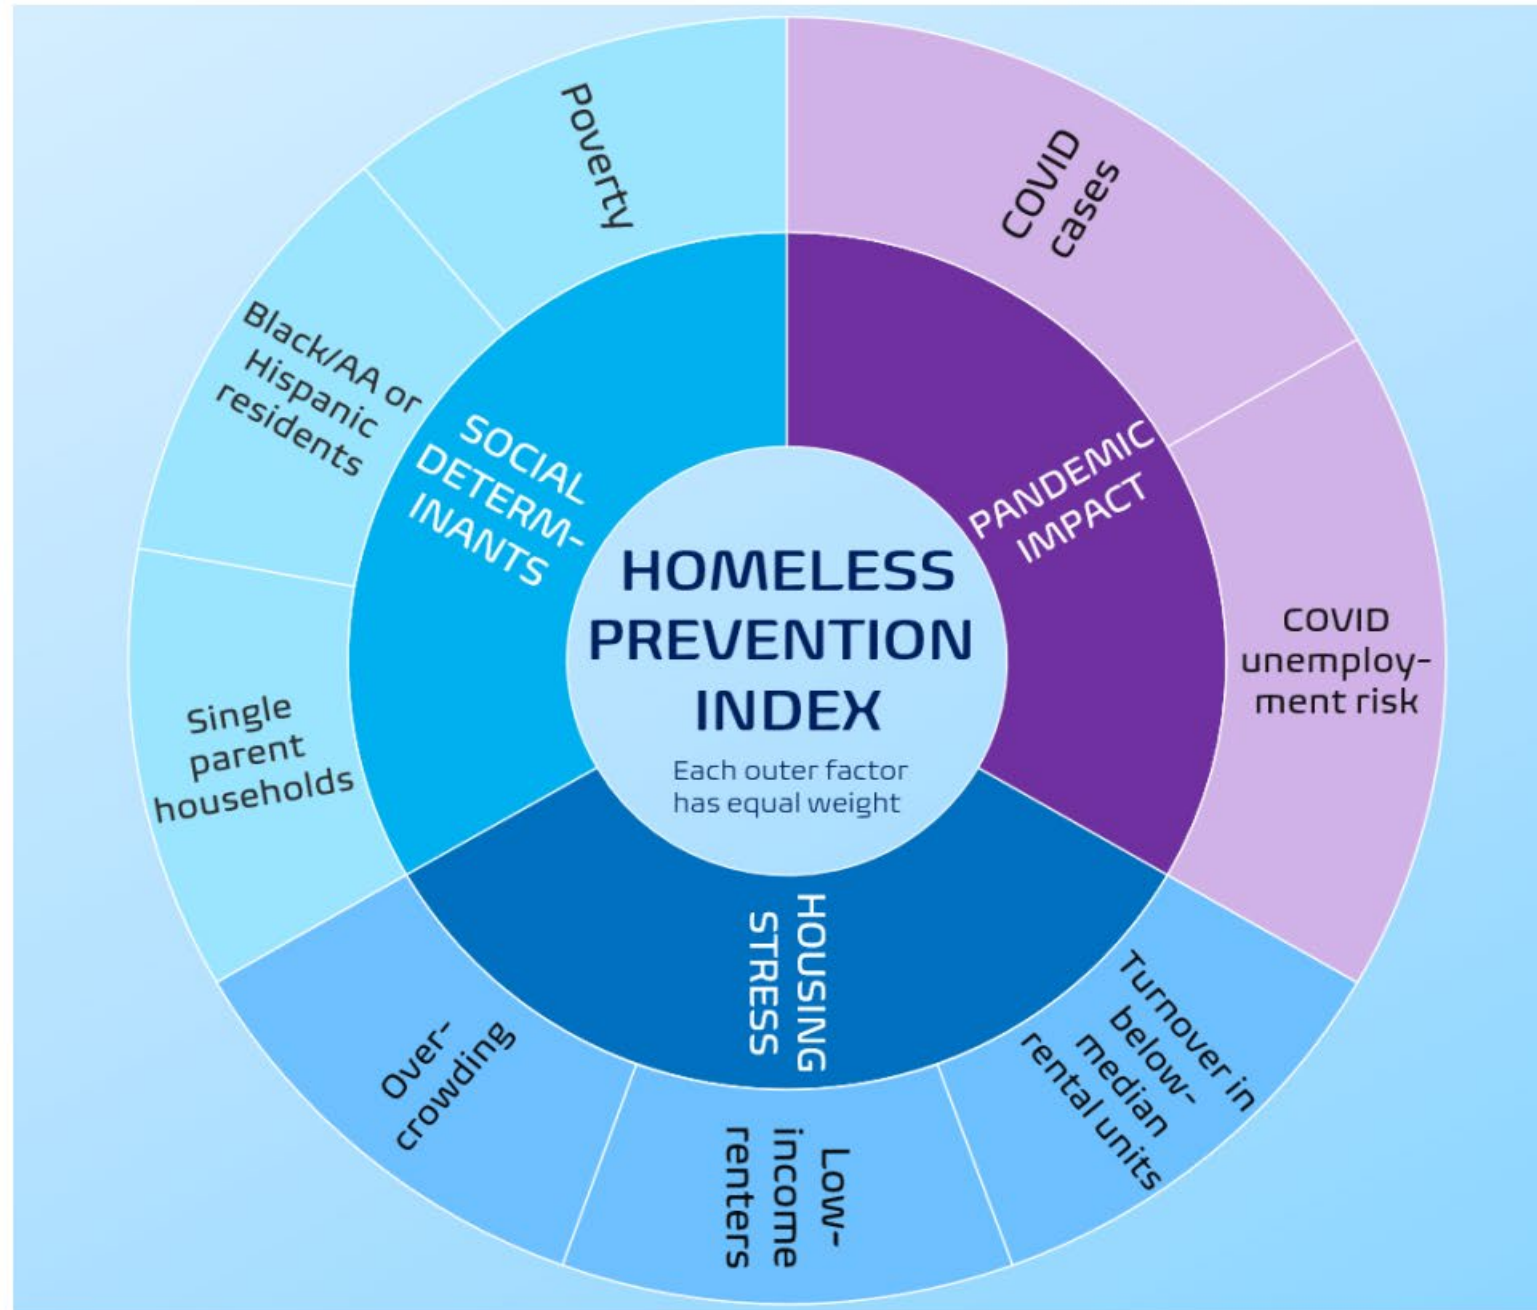 HOMELESS
PREVENTION
INDEX
Each outer factor
has equal weight
PANDEMIC
IMPACT
COVID
cases
COVID
unemploy-
ment risk
HOUSING
STRESS
Turnover in
below-
median
rental units
Low-
income
renters
Over-
crowding
SOCIAL
DETERM-
INANTS
Single
parent
households
Black/AA or
Hispanic
residents
Poverty